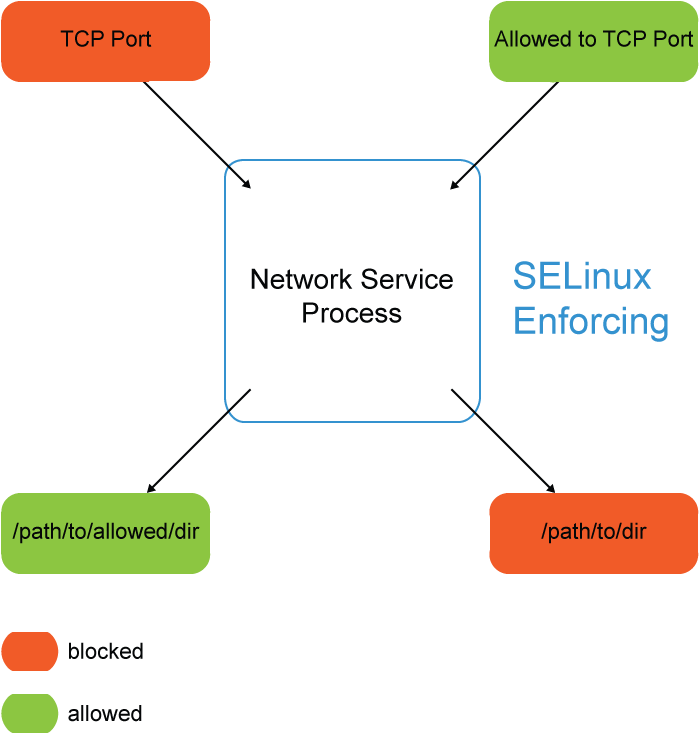 TCP Port
Allowed to TCP Port
Network Service
Process
SELinux
Enforcing
/path/to/allowed/dir
/path/to/dir
blocked
allowed